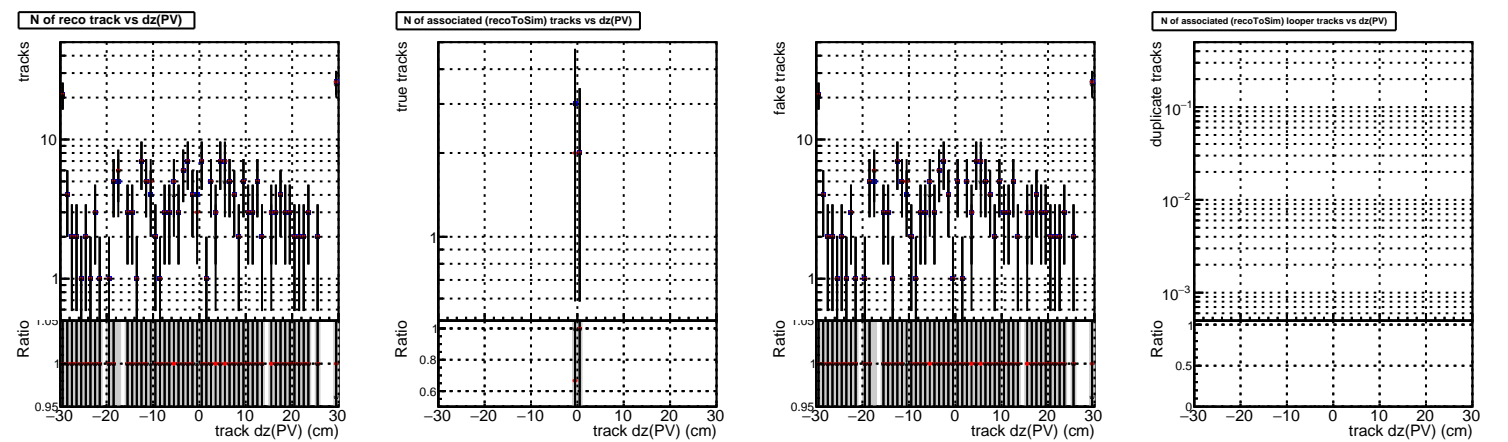 N of reco track vs dz(PV)
tracks
10
1
1.05
Ratio
1
0.95
−30 −20 −10 0 10 20 30
track dz(PV) (cm)
N of associated (recoToSim) tracks vs dz(PV)
true tracks
1
Ratio
1
0.8
0.6
−30 −20 −10 0 10 20 30
track dz(PV) (cm)
fake tracks
10
1
1.05
Ratio
1
0.95
−30 −20 −10 0 10 20 30
track dz(PV) (cm)
N of associated (recoToSim) looper tracks vs dz(PV)
duplicate tracks
10−1
10−2
10−3
Ratio
1
0.5
0
−30 −20 −10 0 10 20 30
track dz(PV) (cm)